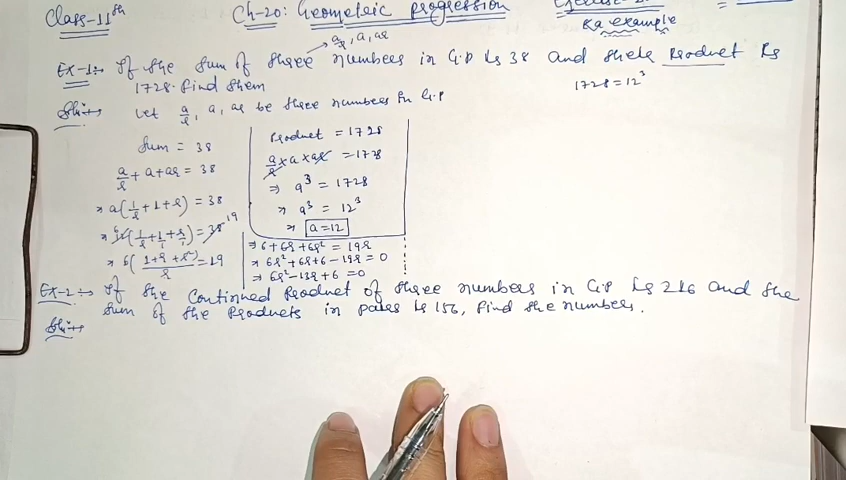 Class-11th Ch-20: Geometric progression
Ra example
a/r, a, ar
Ex-1:→ If the sum of three numbers in G.P is 38 and their Product is
1728. find them 1728 = 12³
Sol:→ Let a/r, a, ar be three numbers in G.P
Sum = 38
a/r + a + ar = 38
⇒ a(1/r + 1 + r) = 38
⇒ 12(1/r + 1/1 + r/1) = 38 19
⇒ 6(1 + r + r²/r) = 19
Product = 1728
a/r × a × ar = 1728
⇒ a³ = 1728
⇒ a³ = 12³
⇒ a = 12
⇒ 6 + 6r + 6r² = 19r
⇒ 6r² + 6r + 6 - 19r = 0
⇒ 6r² - 13r + 6 = 0
Ex-2:→ If the continued Product of three numbers in G.P is 216 and the
sum of the Products in pairs is 156, find the numbers.
Sol:→